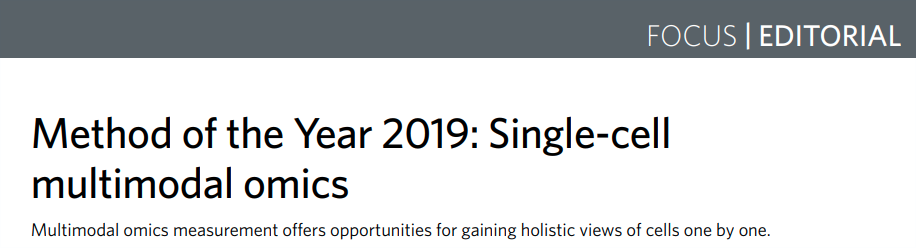 FOCUS | EDITORIAL
Method of the Year 2019: Single-cell
multimodal omics
Multimodal omics measurement offers opportunities for gaining holistic views of cells one by one.